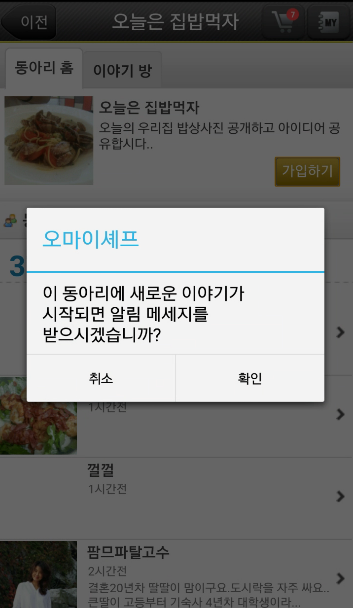 이전
오늘은 집밥먹자
7
MY
동아리 홈
이야기 방
오늘은 집밥먹자
오늘의 우리집 밥상사진 공개하고 아이디어 공
유합시다..
가입하기
오마이셰프
3
이 동아리에 새로운 이야기가
시작되면 알림 메세지를
받으시겠습니까?
취소
확인
1시간전
껄껄
1시간전
팜므파탈고수
2시간전
결혼20년차 딸딸이 맘이구요.도시락을 자주 싸요..
큰딸이 고등부터 기숙사 4년차 대학생이라...